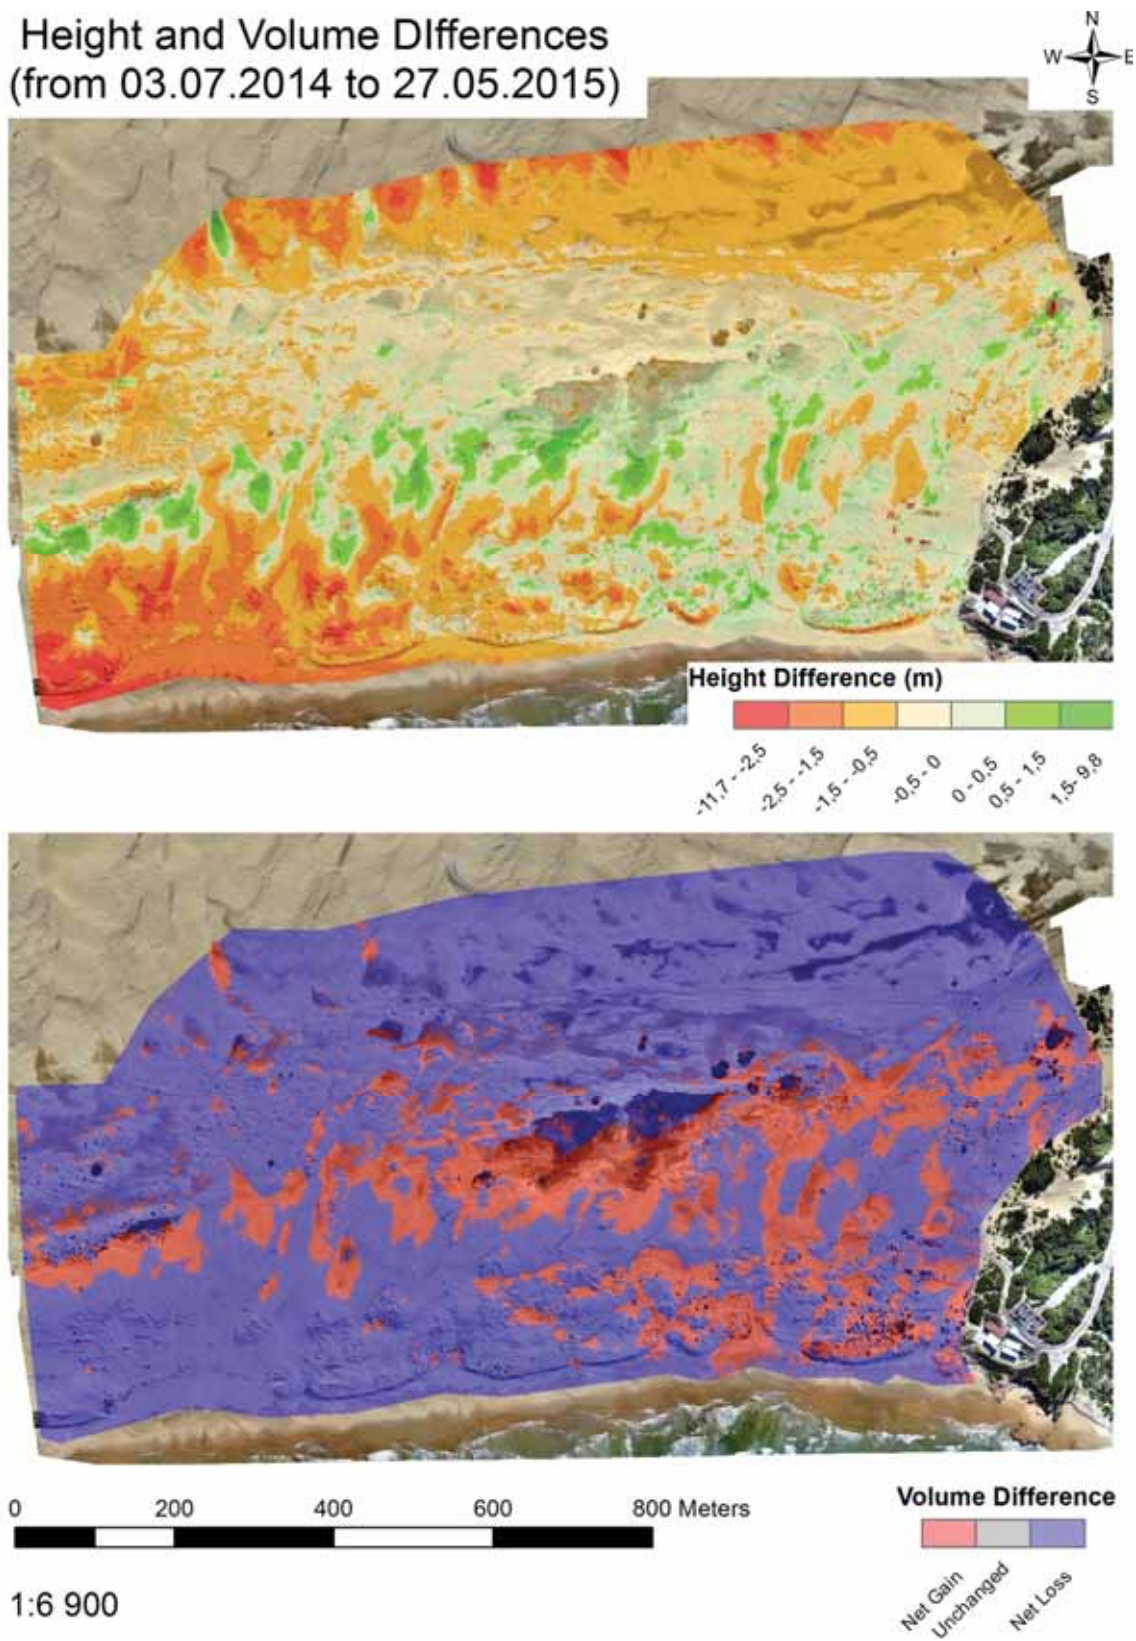 Height and Volume DIfferences
(from 03.07.2014 to 27.05.2015)
N
W E
S
Height Difference (m)
-11,7 - -2,5
-2,5 - -1,5
-1,5 - -0,5
-0,5 - 0
0 - 0,5
0,5 - 1,5
1,5- 9,8
0 200 400 600 800 Meters
Volume Difference
Net Gain
Unchanged
Net Loss
1:6 900